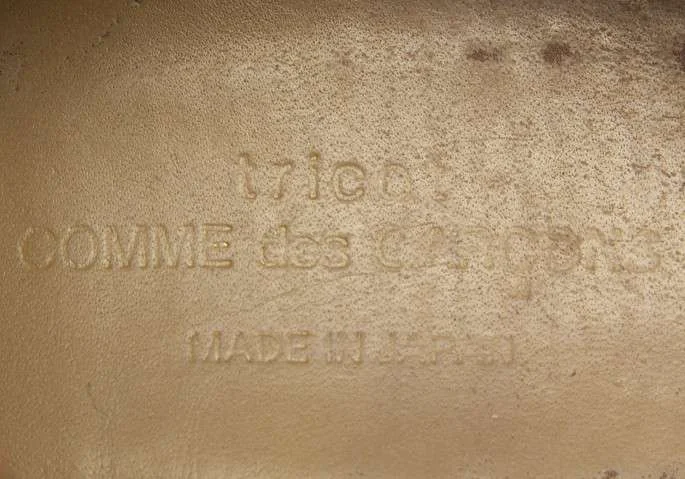 tricot
COMME des GARÇONS
MADE IN JAPAN